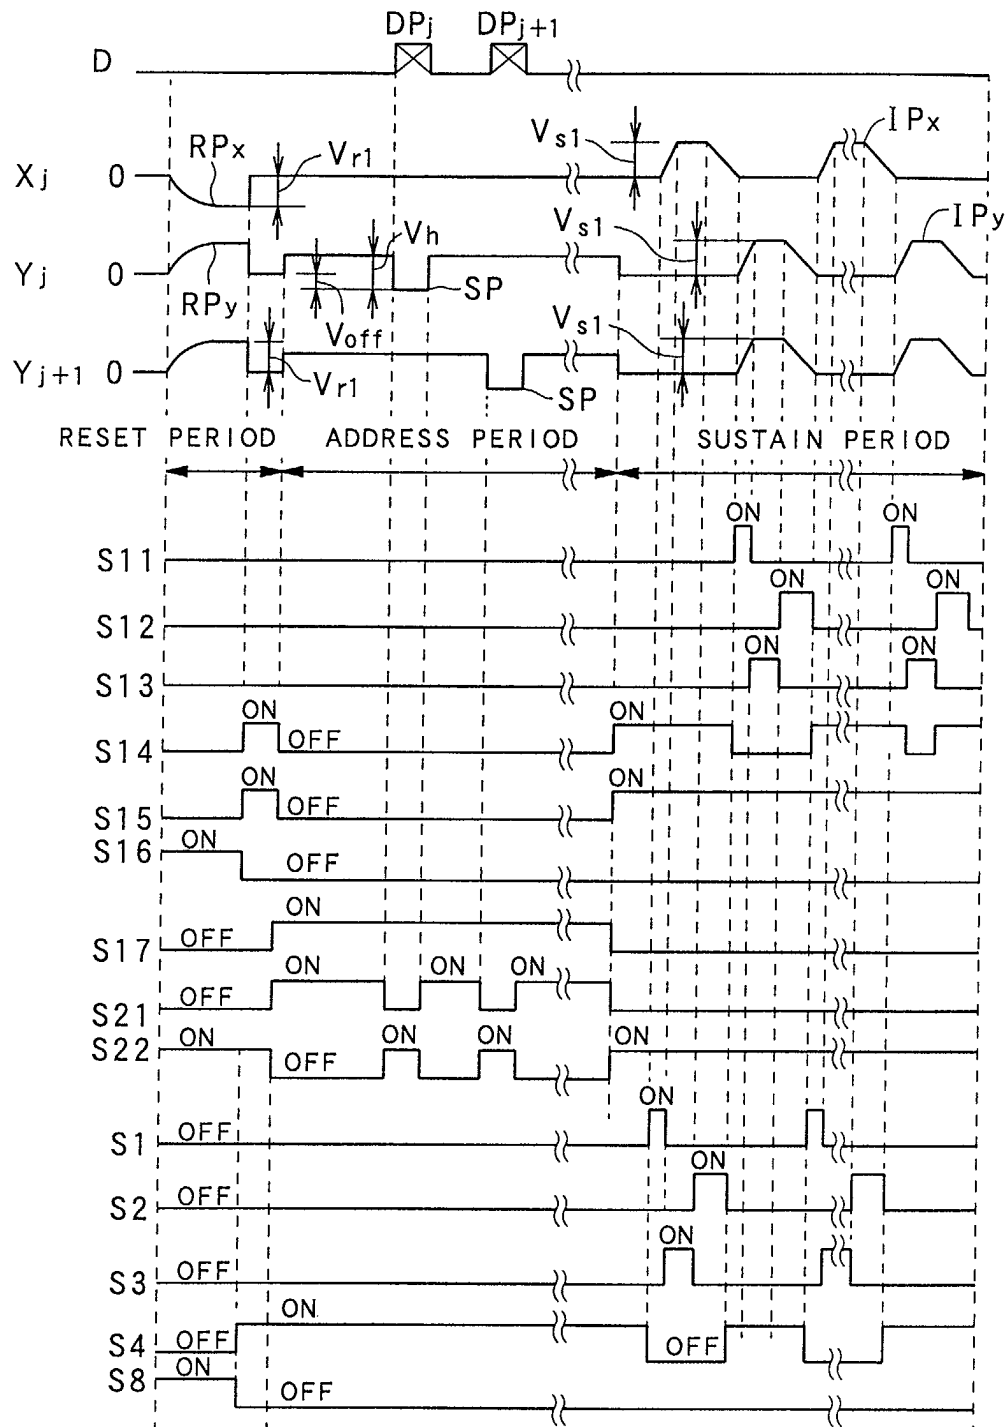 DPj DPj+1
D
Vs1 IPx
RPx Vr1
Xj 0
Vh Vs1 IPy
Yj 0
RPy SP
Voff Vs1
Yj+1 0
Vr1 SP
RESET PERIOD ADDRESS PERIOD SUSTAIN PERIOD
ON ON
S11
ON ON
S12
ON ON
S13
ON ON
S14 OFF
ON ON
S15 OFF
S16 ON
OFF
ON
S17 OFF
ON ON ON
S21 OFF
S22 ON ON ON ON
OFF
ON
S1 OFF
ON
S2 OFF
ON
S3 OFF
ON
S4 OFF OFF
S8 ON
OFF